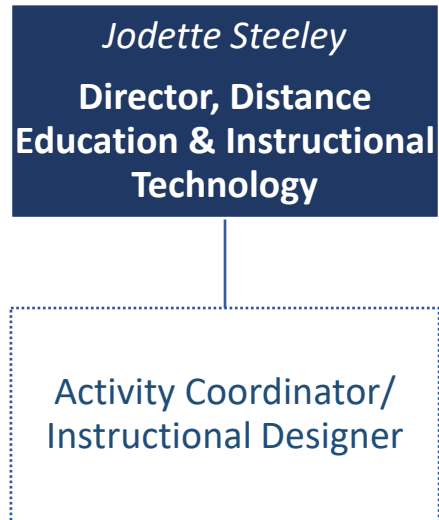 Jodette Steeley
Director, Distance
Education & Instructional
Technology
Activity Coordinator/
Instructional Designer